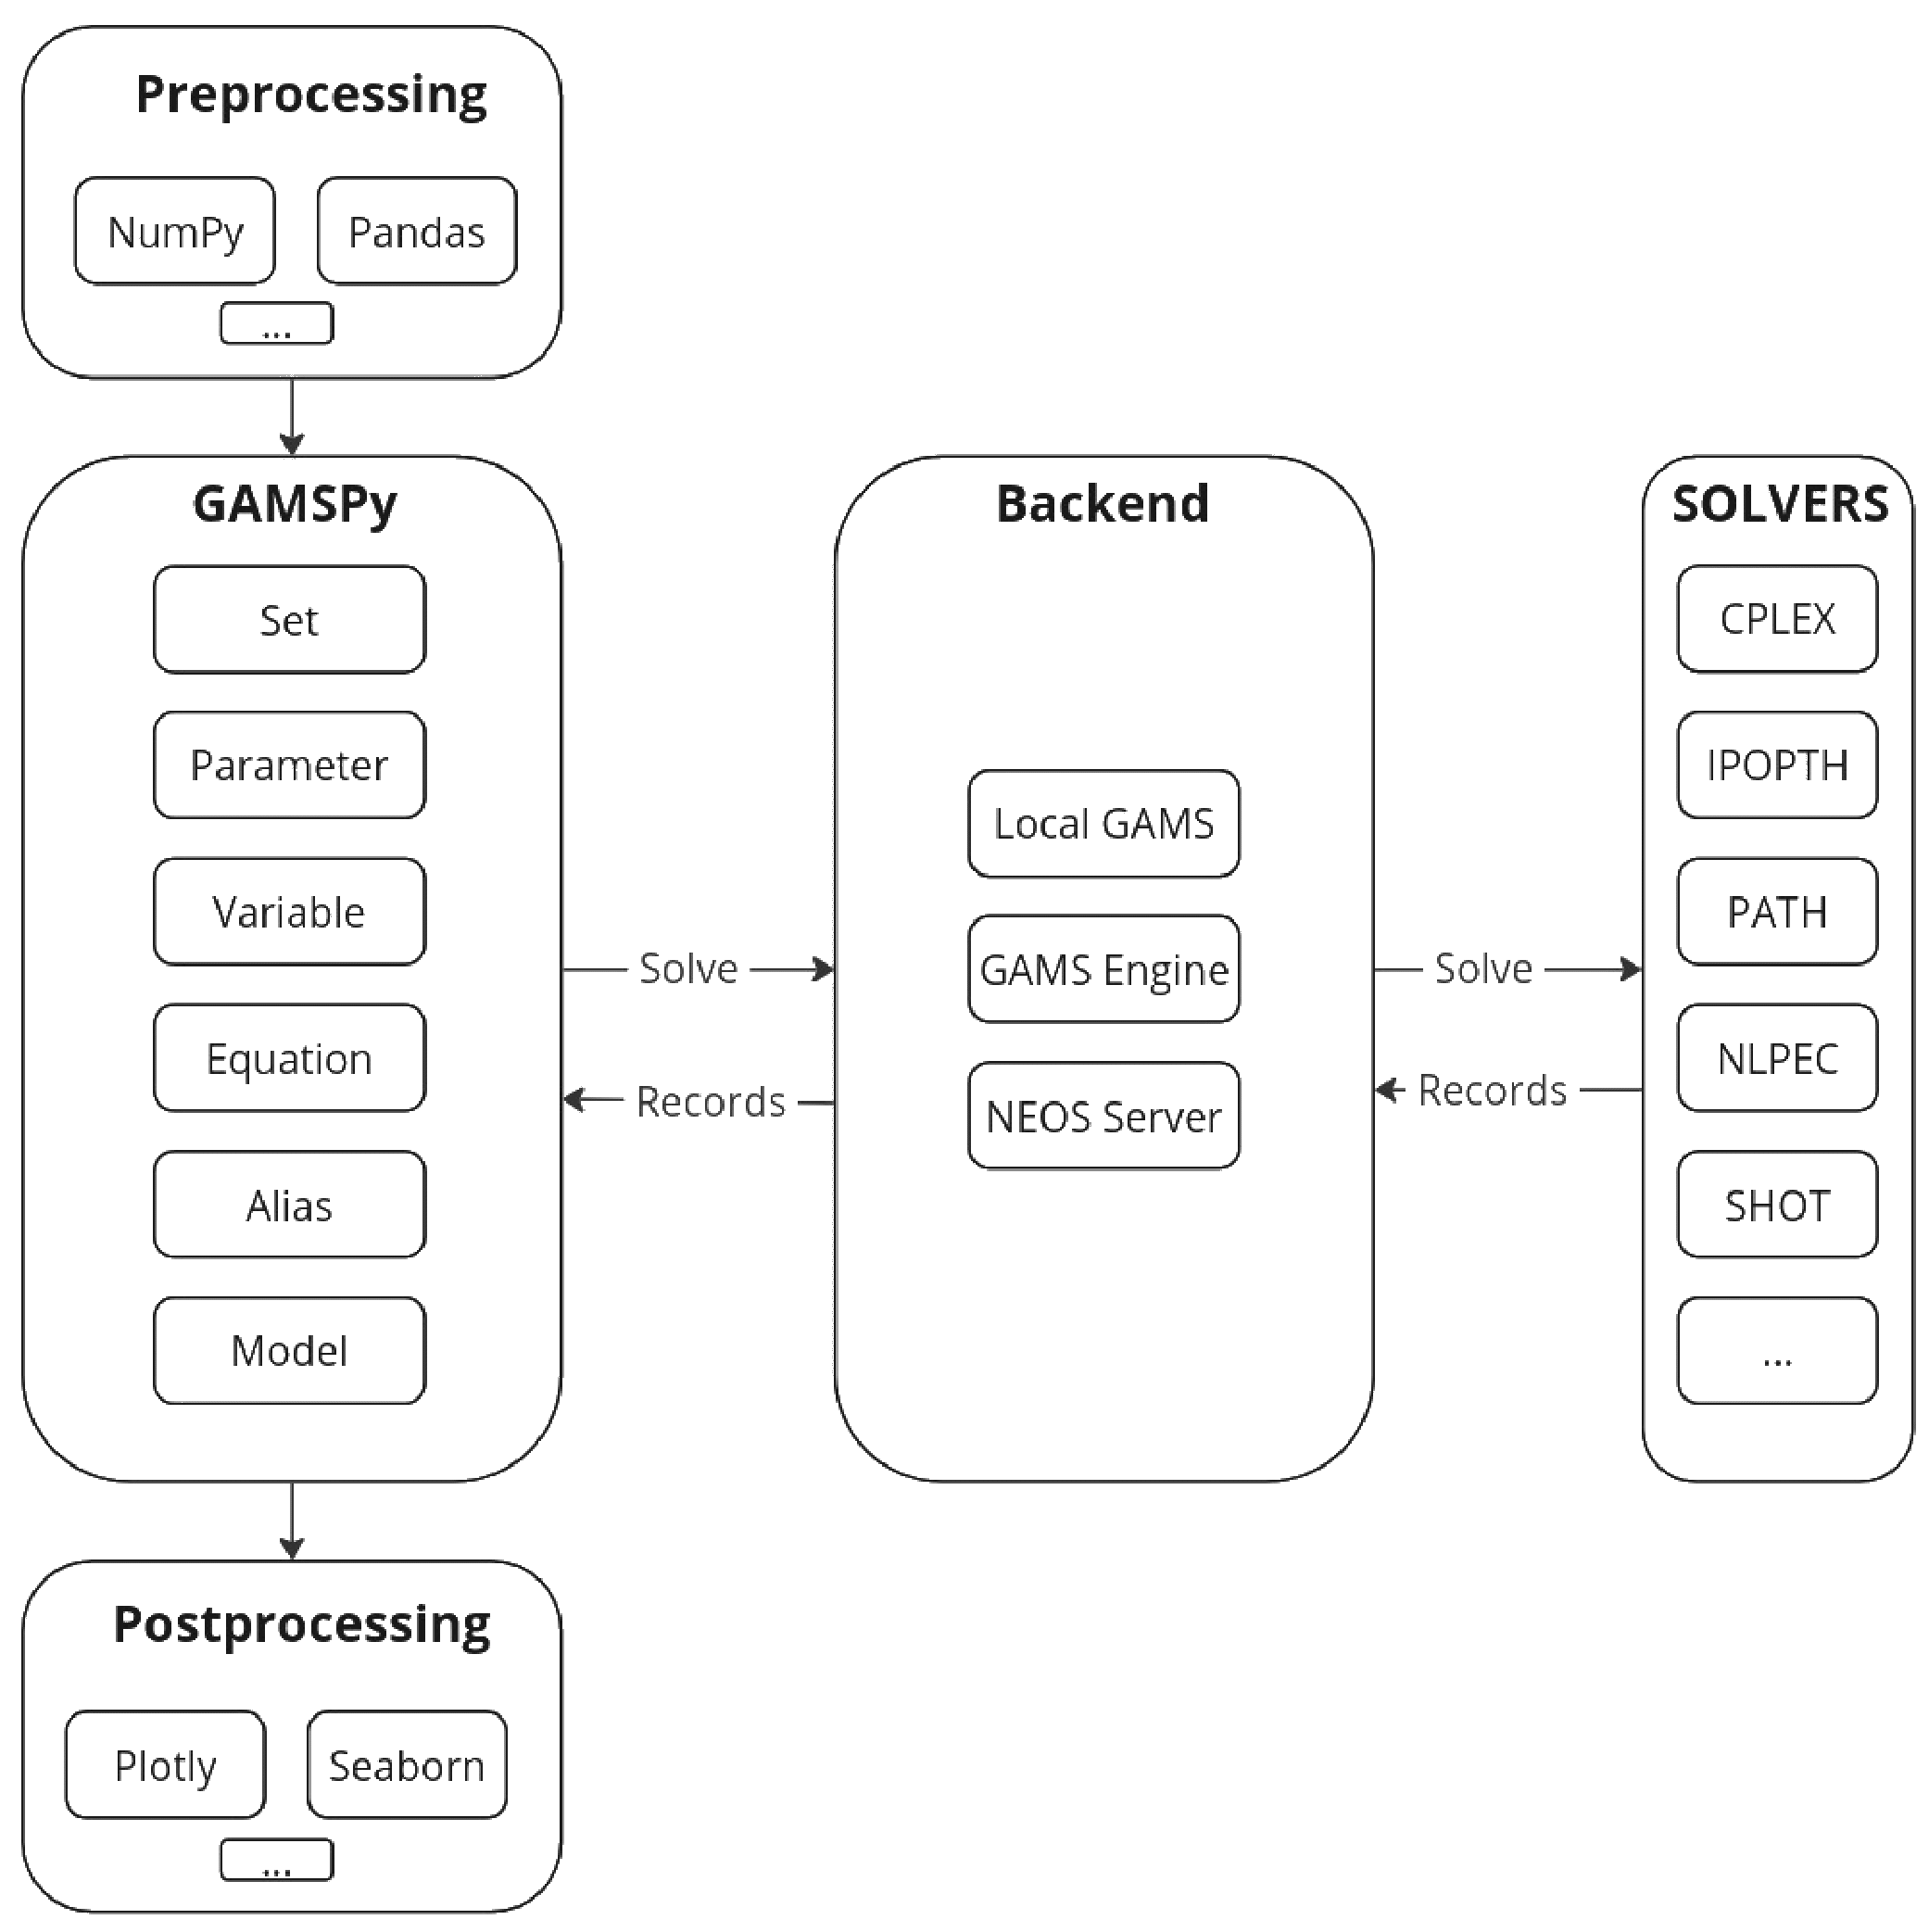 Preprocessing
NumPy
Pandas
...
GAMSPy
Set
Parameter
Variable
Equation
Alias
Model
Solve
Records
Backend
Local GAMS
GAMS Engine
NEOS Server
Solve
Records
SOLVERS
CPLEX
IPOPTH
PATH
NLPEC
SHOT
...
Postprocessing
Plotly
Seaborn
...